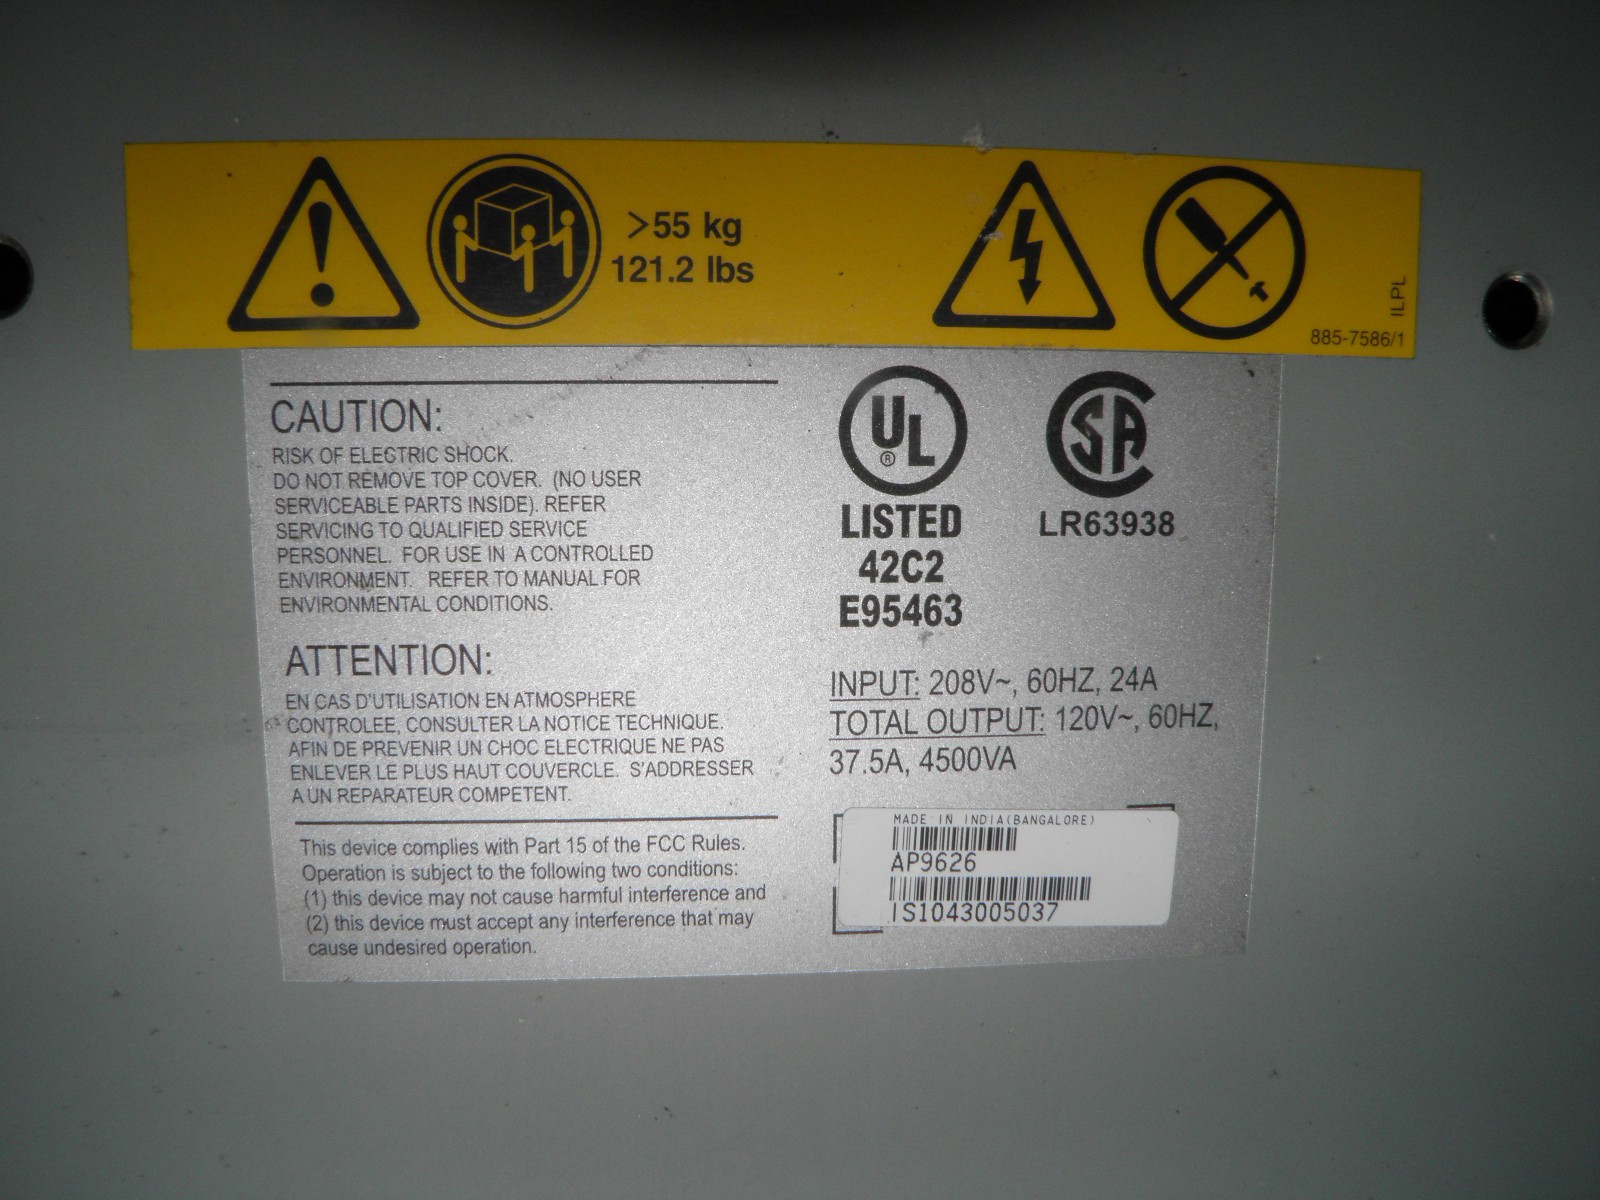 >55 kg
121.2 lbs
885-7586/1
ILPL
CAUTION:
RISK OF ELECTRIC SHOCK.
DO NOT REMOVE TOP COVER. (NO USER
SERVICEABLE PARTS INSIDE). REFER
SERVICING TO QUALIFIED SERVICE
PERSONNEL. FOR USE IN A CONTROLLED
ENVIRONMENT. REFER TO MANUAL FOR
ENVIRONMENTAL CONDITIONS.
ATTENTION:
EN CAS D'UTILISATION EN ATMOSPHERE
CONTROLEE, CONSULTER LA NOTICE TECHNIQUE.
AFIN DE PREVENIR UN CHOC ELECTRIQUE NE PAS
ENLEVER LE PLUS HAUT COUVERCLE. S'ADDRESSER
A UN REPARATEUR COMPETENT.
This device complies with Part 15 of the FCC Rules.
Operation is subject to the following two conditions:
(1) this device may not cause harmful interference and
(2) this device must accept any interference that may
cause undesired operation.
UL
®
LISTED
42C2
E95463
SA
LR63938
INPUT: 208V~, 60HZ, 24A
TOTAL OUTPUT: 120V~, 60HZ,
37.5A, 4500VA
MADE IN INDIA(BANGALORE)
AP9626
IS1043005037